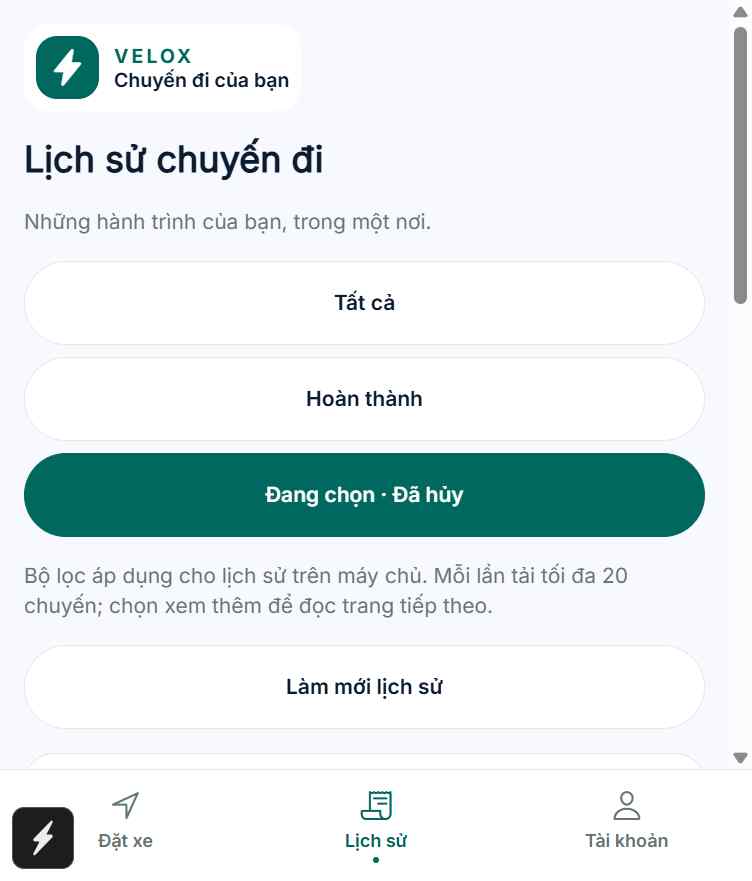 VELOX
Chuyến đi của bạn
Lịch sử chuyến đi
Những hành trình của bạn, trong một nơi.
Tất cả
Hoàn thành
Đang chọn · Đã hủy
Bộ lọc áp dụng cho lịch sử trên máy chủ. Mỗi lần tải tối đa 20
chuyến; chọn xem thêm để đọc trang tiếp theo.
Làm mới lịch sử
Đặt xe
Lịch sử
Tài khoản